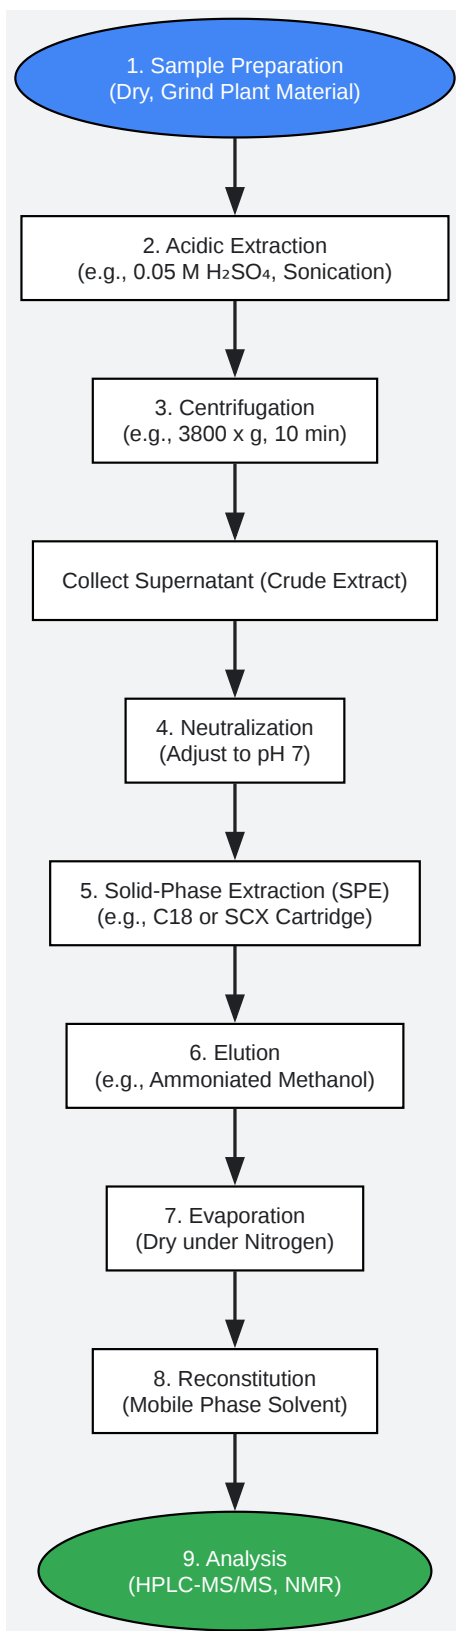 1. Sample Preparation
(Dry, Grind Plant Material)
2. Acidic Extraction
(e.g., 0.05 M H₂SO₄, Sonication)
3. Centrifugation
(e.g., 3800 x g, 10 min)
Collect Supernatant (Crude Extract)
4. Neutralization
(Adjust to pH 7)
5. Solid-Phase Extraction (SPE)
(e.g., C18 or SCX Cartridge)
6. Elution
(e.g., Ammoniated Methanol)
7. Evaporation
(Dry under Nitrogen)
8. Reconstitution
(Mobile Phase Solvent)
9. Analysis
(HPLC-MS/MS, NMR)